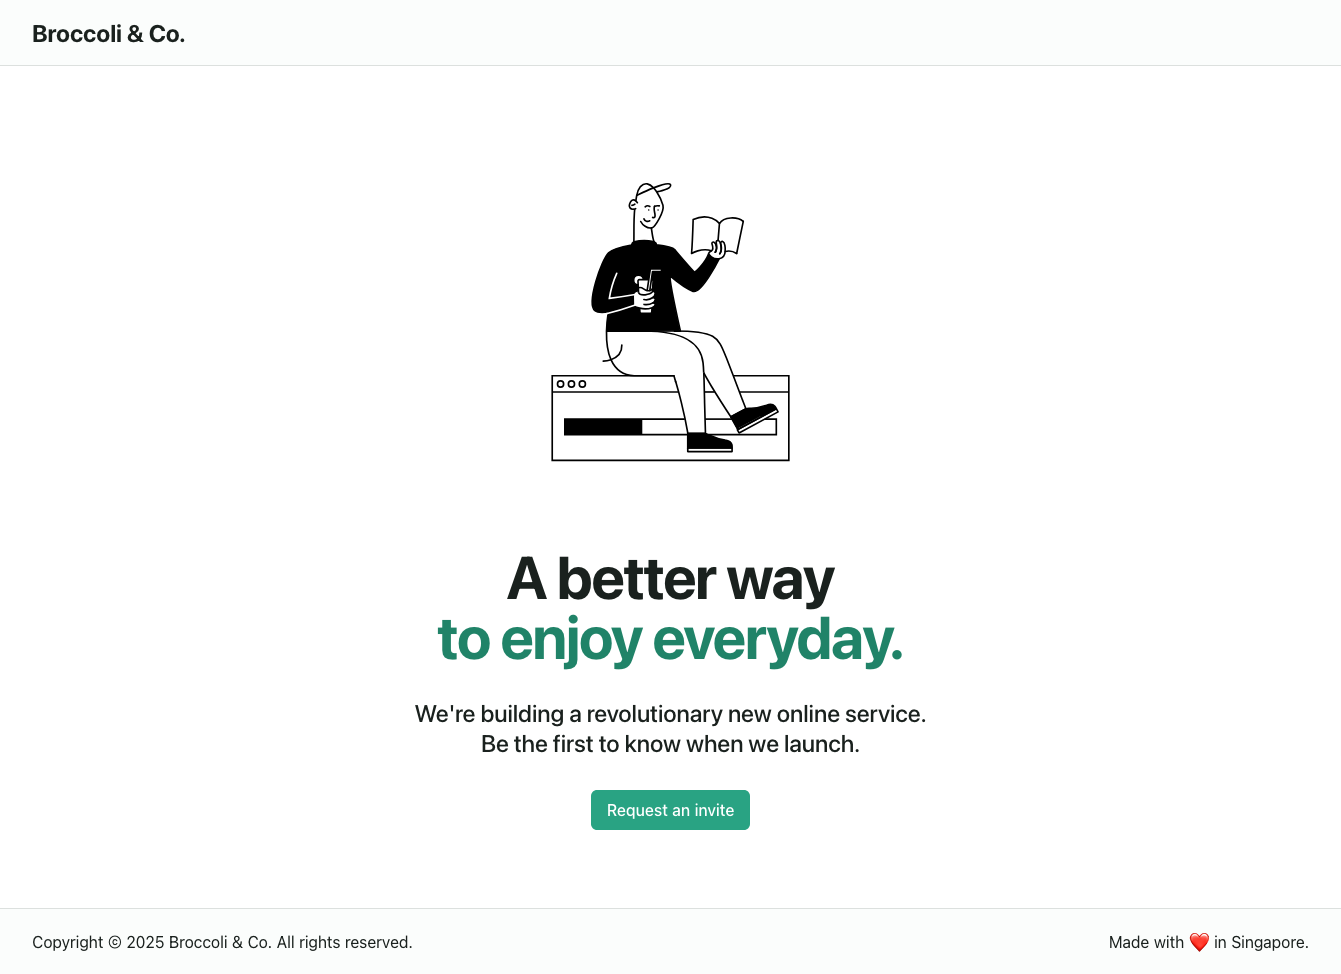 Broccoli & Co.
A better way
to enjoy everyday.
We're building a revolutionary new online service.
Be the first to know when we launch.
Request an invite
Copyright © 2025 Broccoli & Co. All rights reserved.
Made with ❤️ in Singapore.